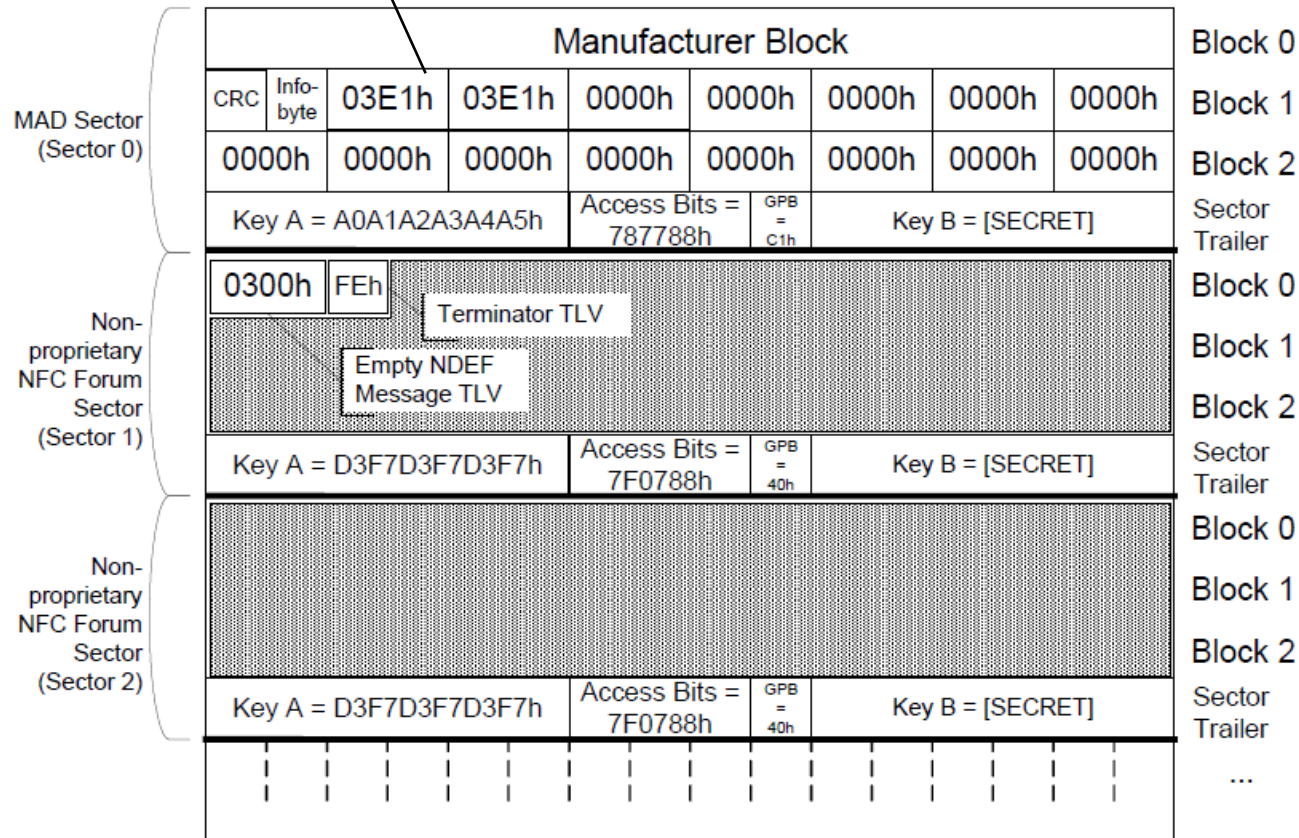 Manufacturer Block
Block 0
MAD Sector
(Sector 0)
CRC
Info-
byte
03E1h 03E1h 0000h 0000h 0000h 0000h 0000h
Block 1
0000h 0000h 0000h 0000h 0000h 0000h 0000h 0000h
Block 2
Key A = A0A1A2A3A4A5h
Access Bits =
787788h
GPB
=
C1h
Key B = [SECRET]
Sector
Trailer
Non-
proprietary
NFC Forum
Sector
(Sector 1)
0300h FEh
Terminator TLV
Empty NDEF
Message TLV
Block 0
Block 1
Block 2
Key A = D3F7D3F7D3F7h
Access Bits =
7F0788h
GPB
=
40h
Key B = [SECRET]
Sector
Trailer
Non-
proprietary
NFC Forum
Sector
(Sector 2)
Block 0
Block 1
Block 2
Key A = D3F7D3F7D3F7h
Access Bits =
7F0788h
GPB
=
40h
Key B = [SECRET]
Sector
Trailer
...